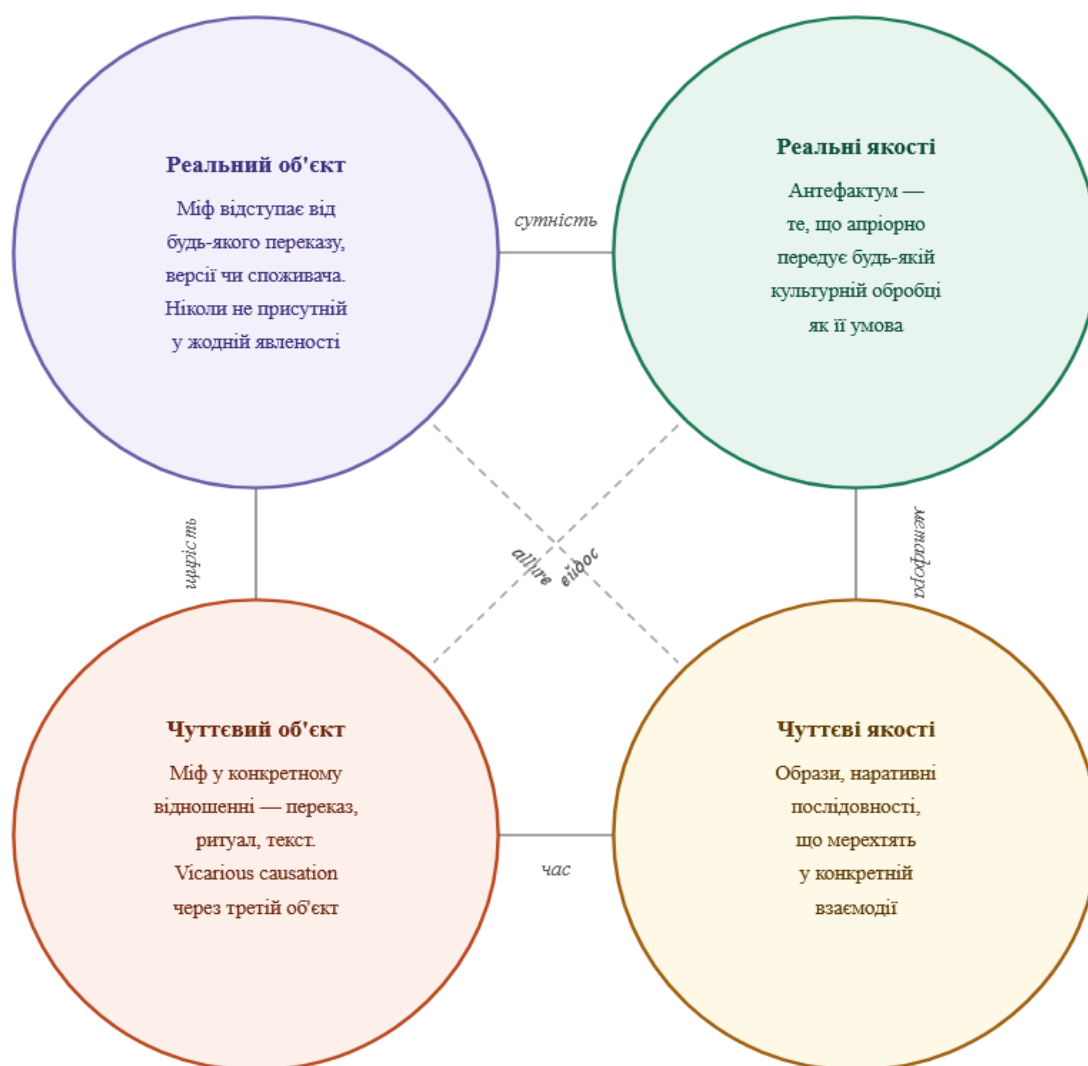 Реальний об'єкт
Міф відступає від
будь-якого переказу,
версії чи споживача.
Ніколи не присутній
у жодній явленості
сутність
Реальні якості
Антефактум —
те, що апріорно
передує будь-якій
культурній обробці
як її умова
щирість
allure
ейдос
метафора
Чуттєвий об'єкт
Міф у конкретному
відношенні — переказ,
ритуал, текст.
Vicarious causation
через третій об'єкт
час
Чуттєві якості
Образи, наративні
послідовності,
що мерехтять
у конкретній
взаємодії